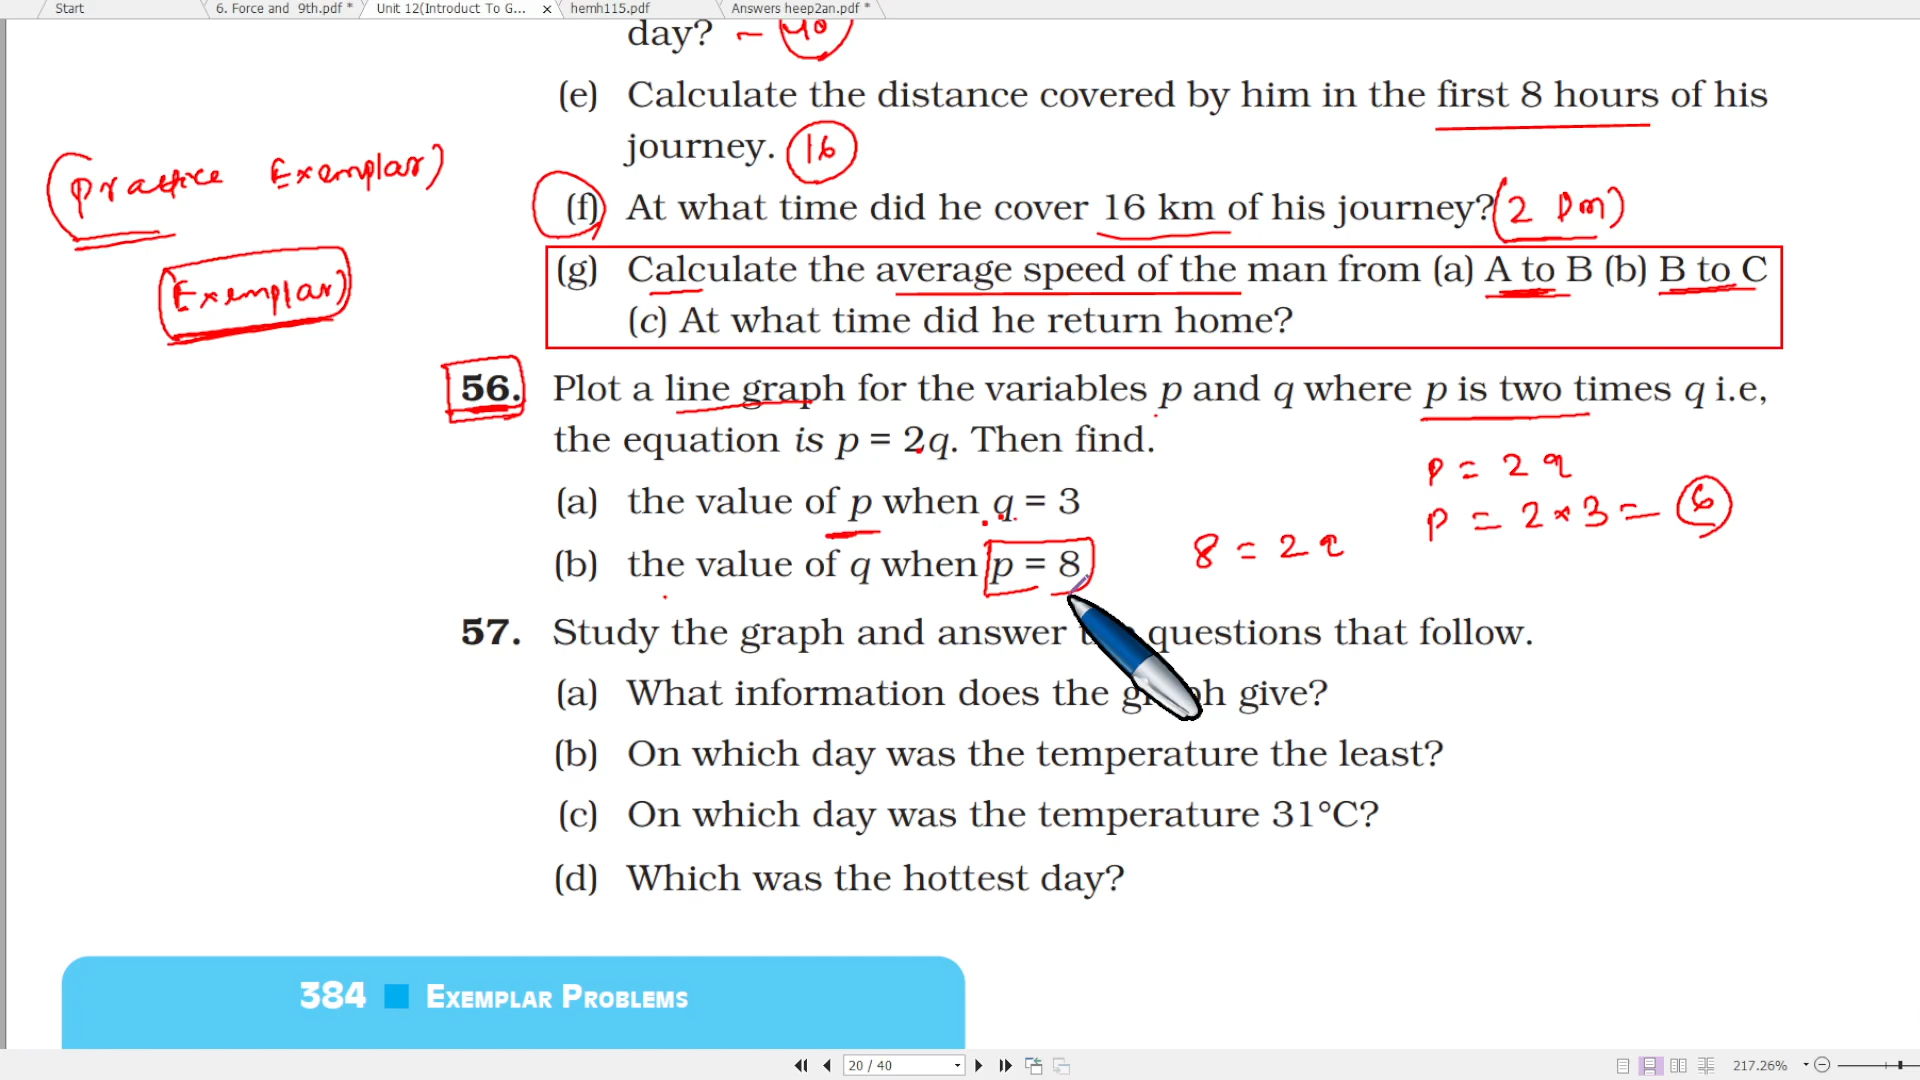 Start
6. Force and 9th.pdf *
Unit 12(Introduct To G... ×
hemh115.pdf
Answers heep2an.pdf *
day? - 40
(e) Calculate the distance covered by him in the first 8 hours of his
journey. 16
(Practice Exemplar)
(f) At what time did he cover 16 km of his journey? (2 pm)
Exemplar
(g) Calculate the average speed of the man from (a) A to B (b) B to C
(c) At what time did he return home?
56. Plot a line graph for the variables p and q where p is two times q i.e,
the equation is p = 2q. Then find.
p = 2q
(a) the value of p when q = 3
p = 2 * 3 = 6
(b) the value of q when p = 8
8 = 2q
57. Study the graph and answer questions that follow.
(a) What information does the give?
(b) On which day was the temperature the least?
(c) On which day was the temperature 31°C?
(d) Which was the hottest day?
384 ■ EXEMPLAR PROBLEMS
20 / 40
217.26%